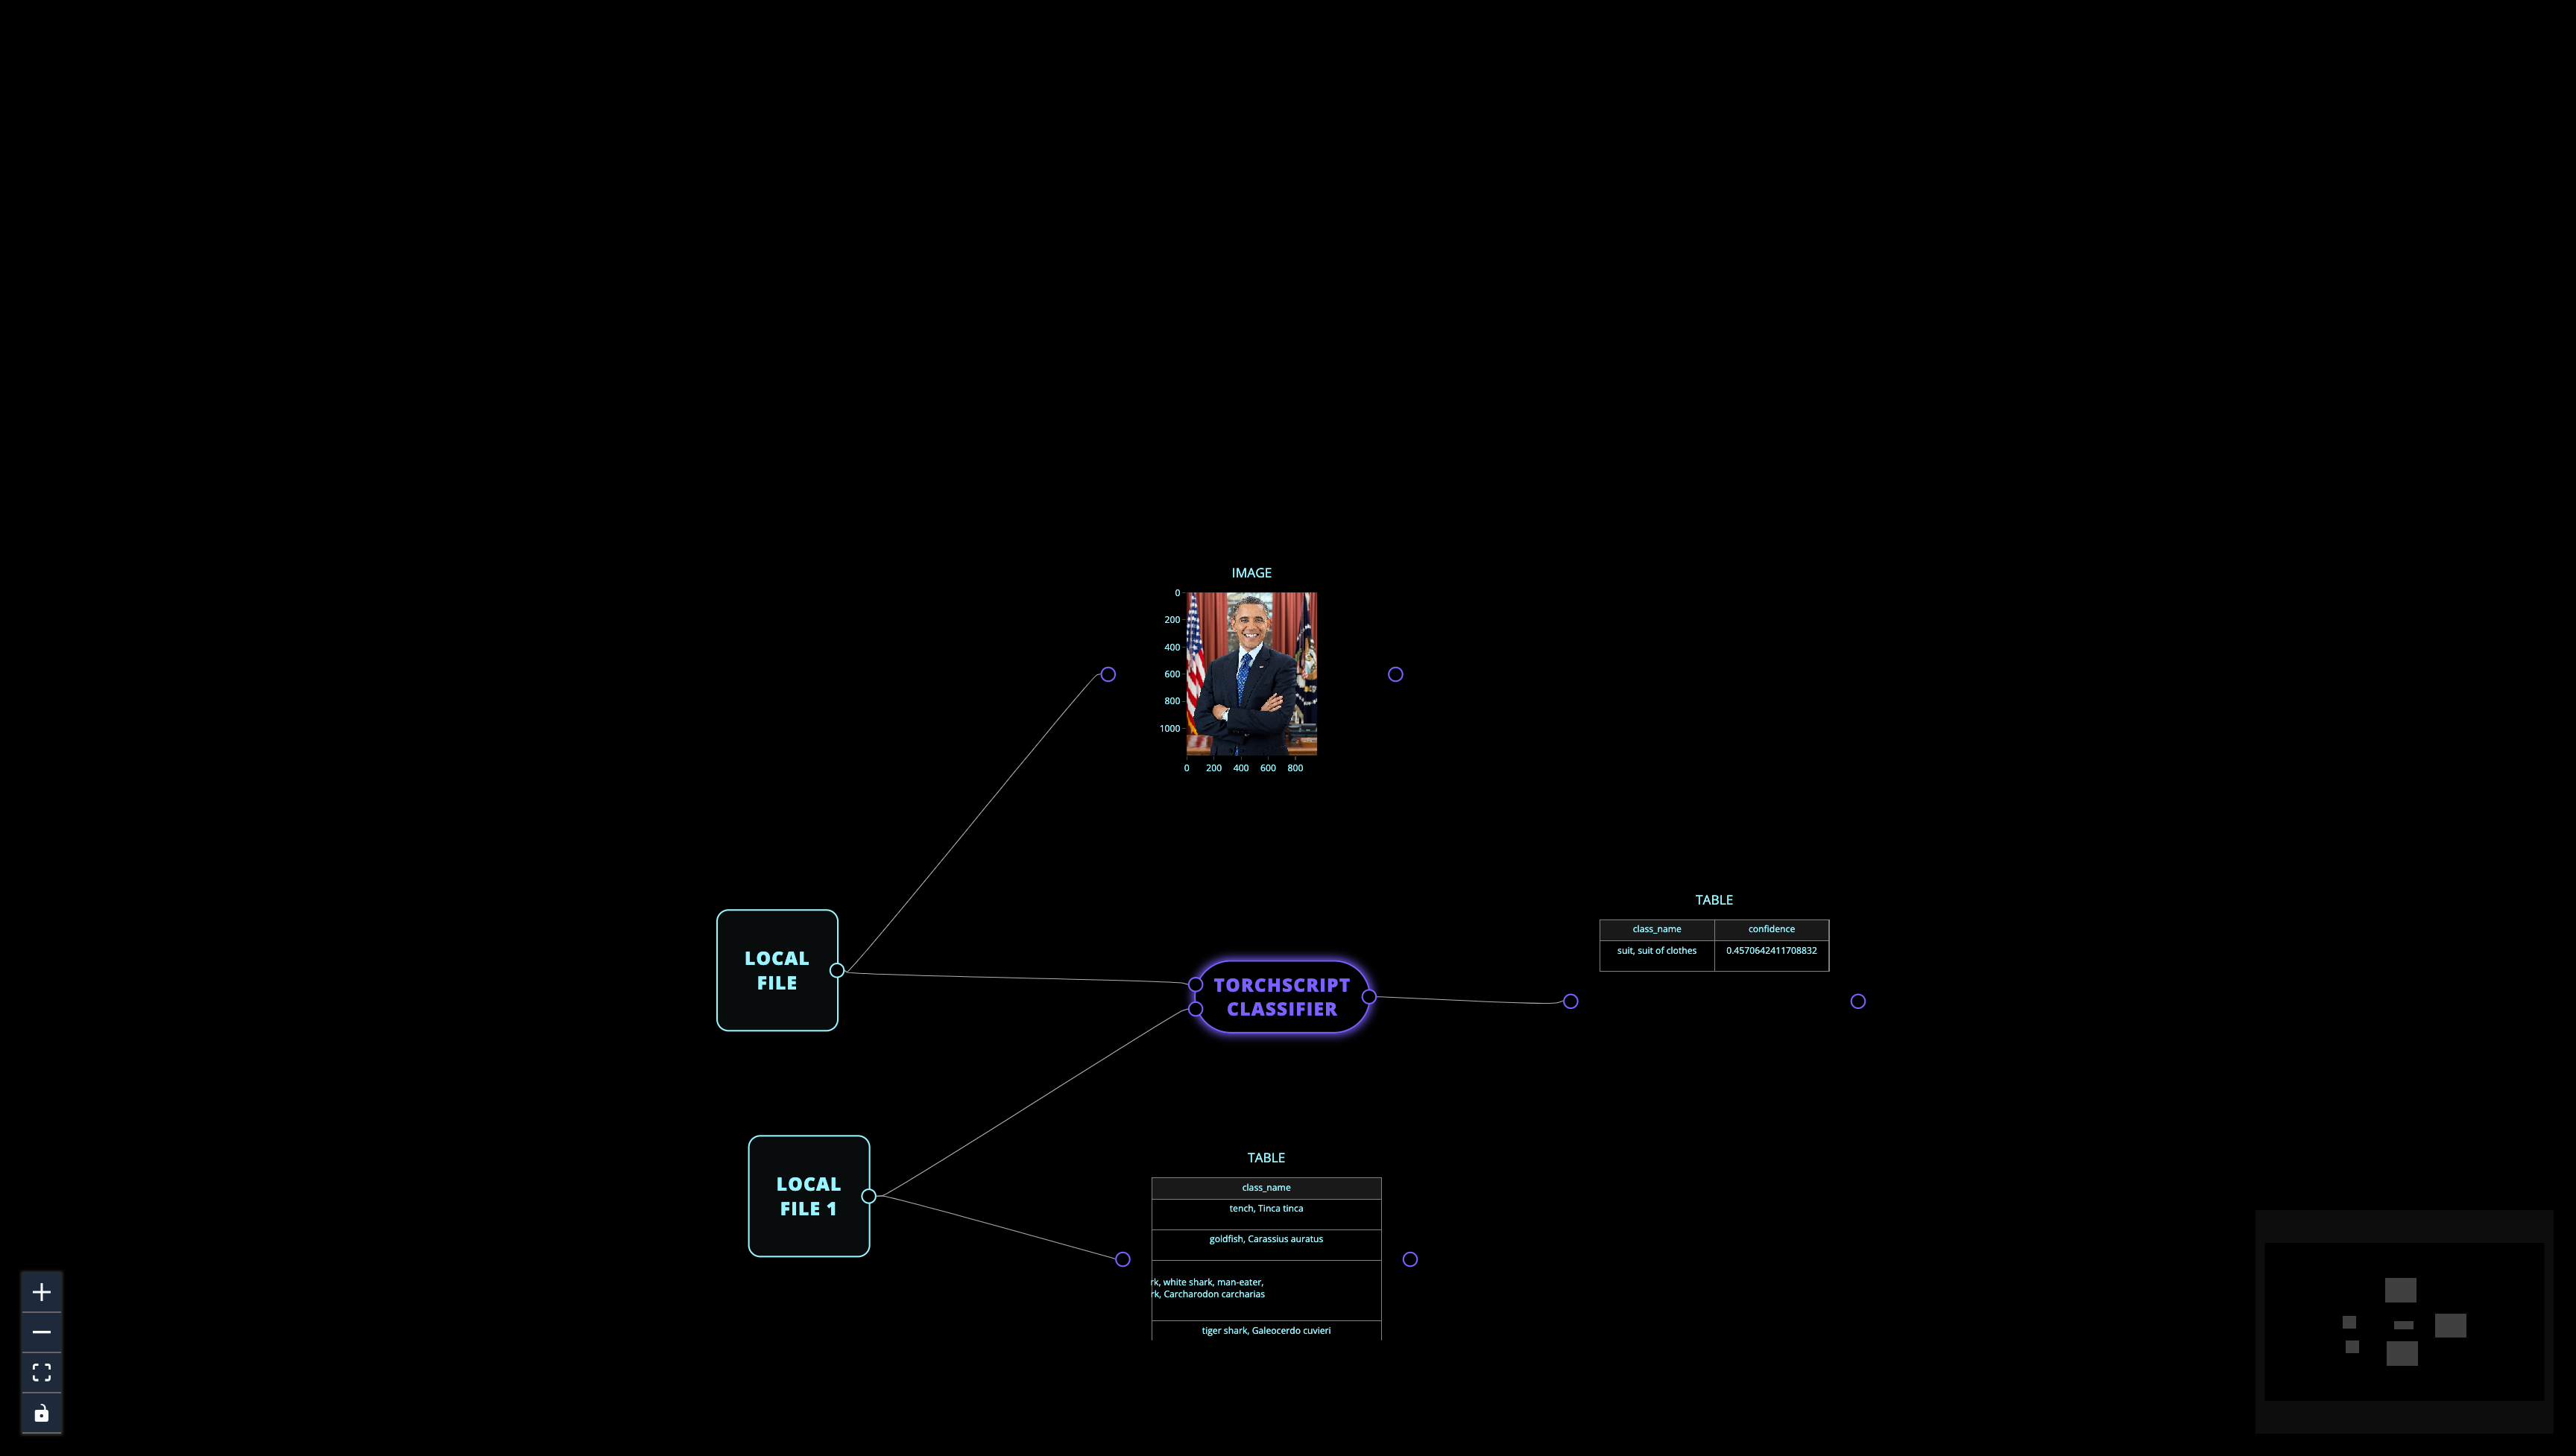 IMAGE
0
200
400
600
800
1000
0 200 400 600 800
LOCAL
FILE
TORCHSCRIPT
CLASSIFIER
TABLE
class_name confidence
suit, suit of clothes 0.4570642411708832
LOCAL
FILE 1
TABLE
class_name
tench, Tinca tinca
goldfish, Carassius auratus
rk, white shark, man-eater,
rk, Carcharodon carcharias
tiger shark, Galeocerdo cuvieri